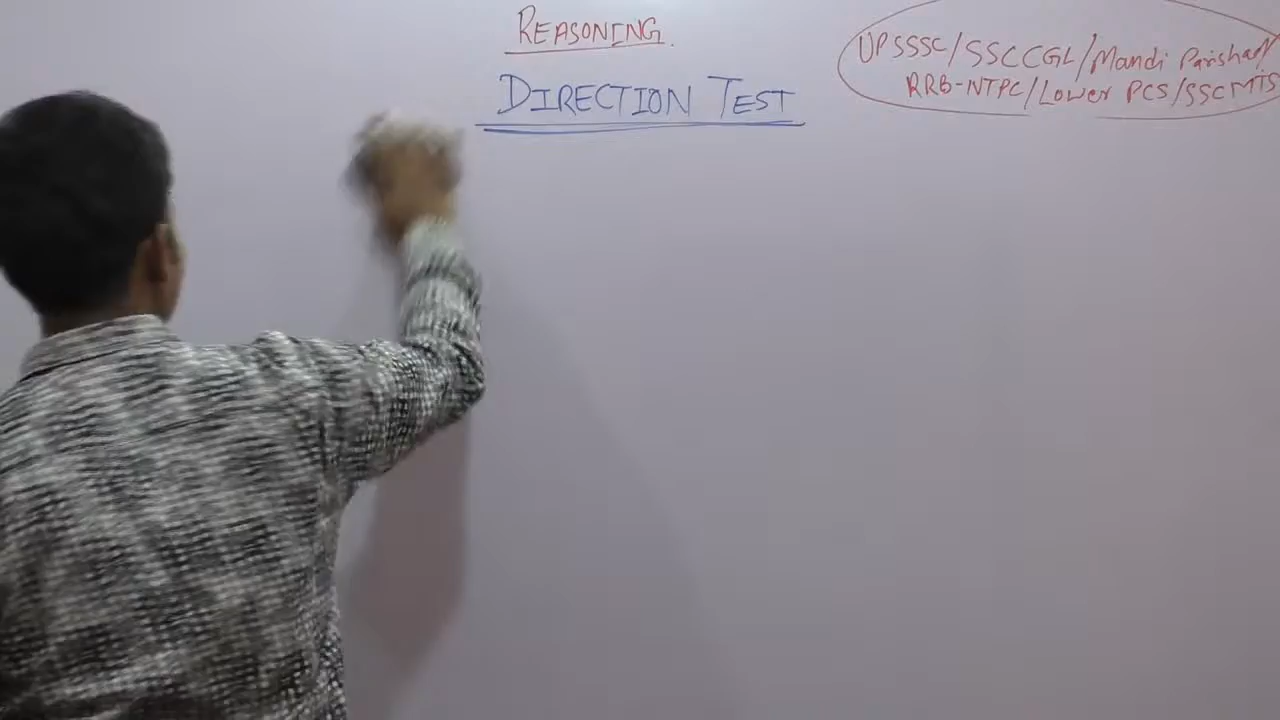 REASONING.
DIRECTION TEST
UPSSSC/SSCCGL/Mandi Parishad/
RRB-NTPC/Lower PCS/SSCMTS